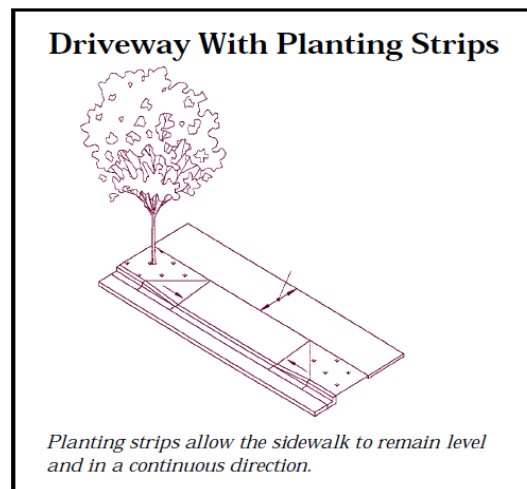 Driveway With Planting Strips
Planting strips allow the sidewalk to remain level
and in a continuous direction.